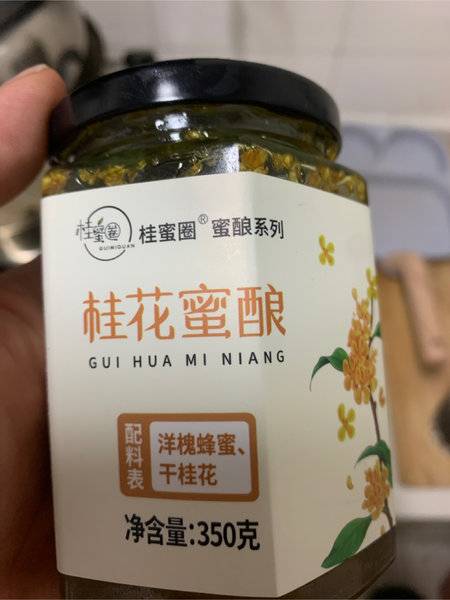 桂蜜圈
GUIMIQUAN
桂蜜圈® 蜜酿系列
桂花蜜酿
GUI HUA MI NIANG
配料表
洋槐蜂蜜、
干桂花
净含量:350克